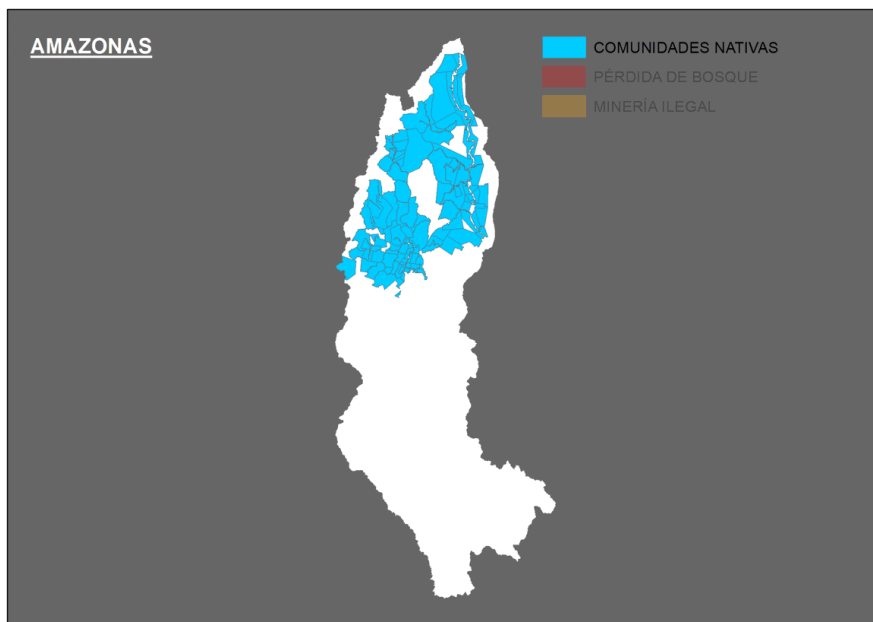 AMAZONAS
COMUNIDADES NATIVAS
PÉRDIDA DE BOSQUE
MINERÍA ILEGAL